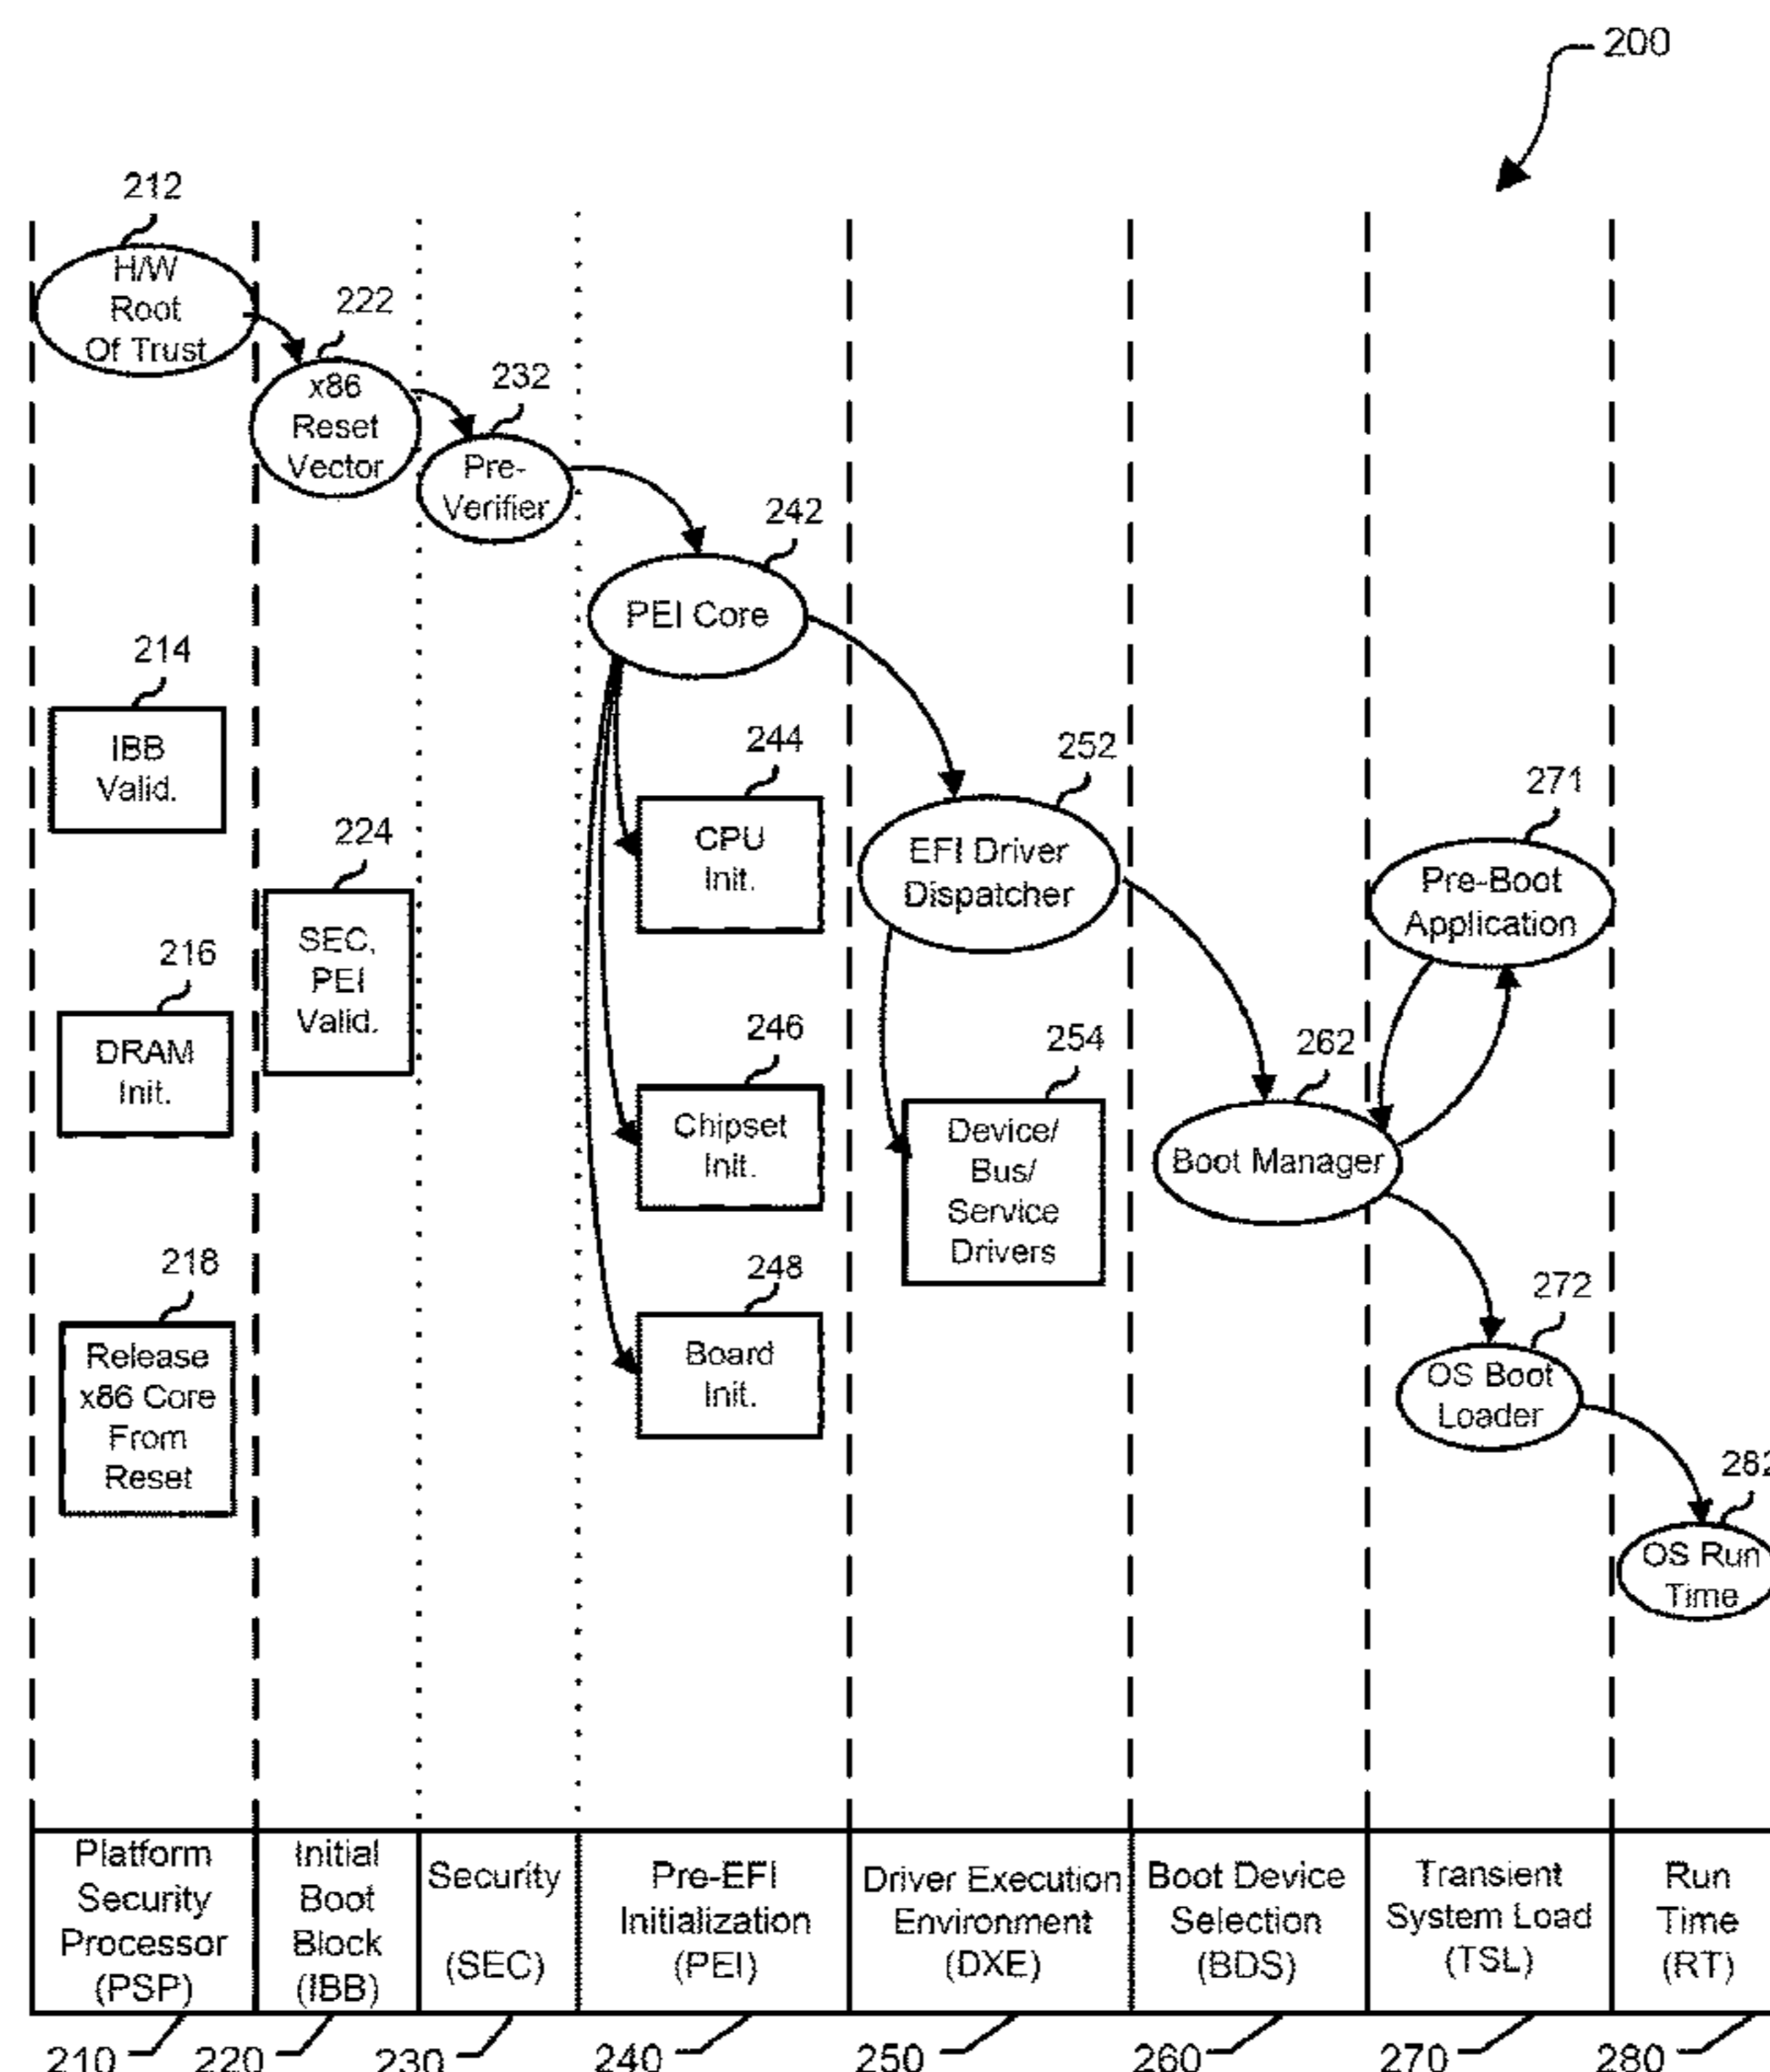 200
212
H/W
Root
Of Trust
222
x86
Reset
Vector
232
Pre-
Verifier
242
PEI Core
214
IBB
Valid.
224
SEC,
PEI
Valid.
216
DRAM
Init.
218
Release
x86 Core
From
Reset
244
CPU
Init.
246
Chipset
Init.
248
Board
Init.
252
EFI Driver
Dispatcher
254
Device/
Bus/
Service
Drivers
262
Boot Manager
271
Pre-Boot
Application
272
OS Boot
Loader
282
OS Run
Time
Platform
Security
Processor
(PSP)
Initial
Boot
Block
(IBB)
Security
(SEC)
Pre-EFI
Initialization
(PEI)
Driver Execution
Environment
(DXE)
Boot Device
Selection
(BDS)
Transient
System Load
(TSL)
Run
Time
(RT)
210
220
230
240
250
260
270
280